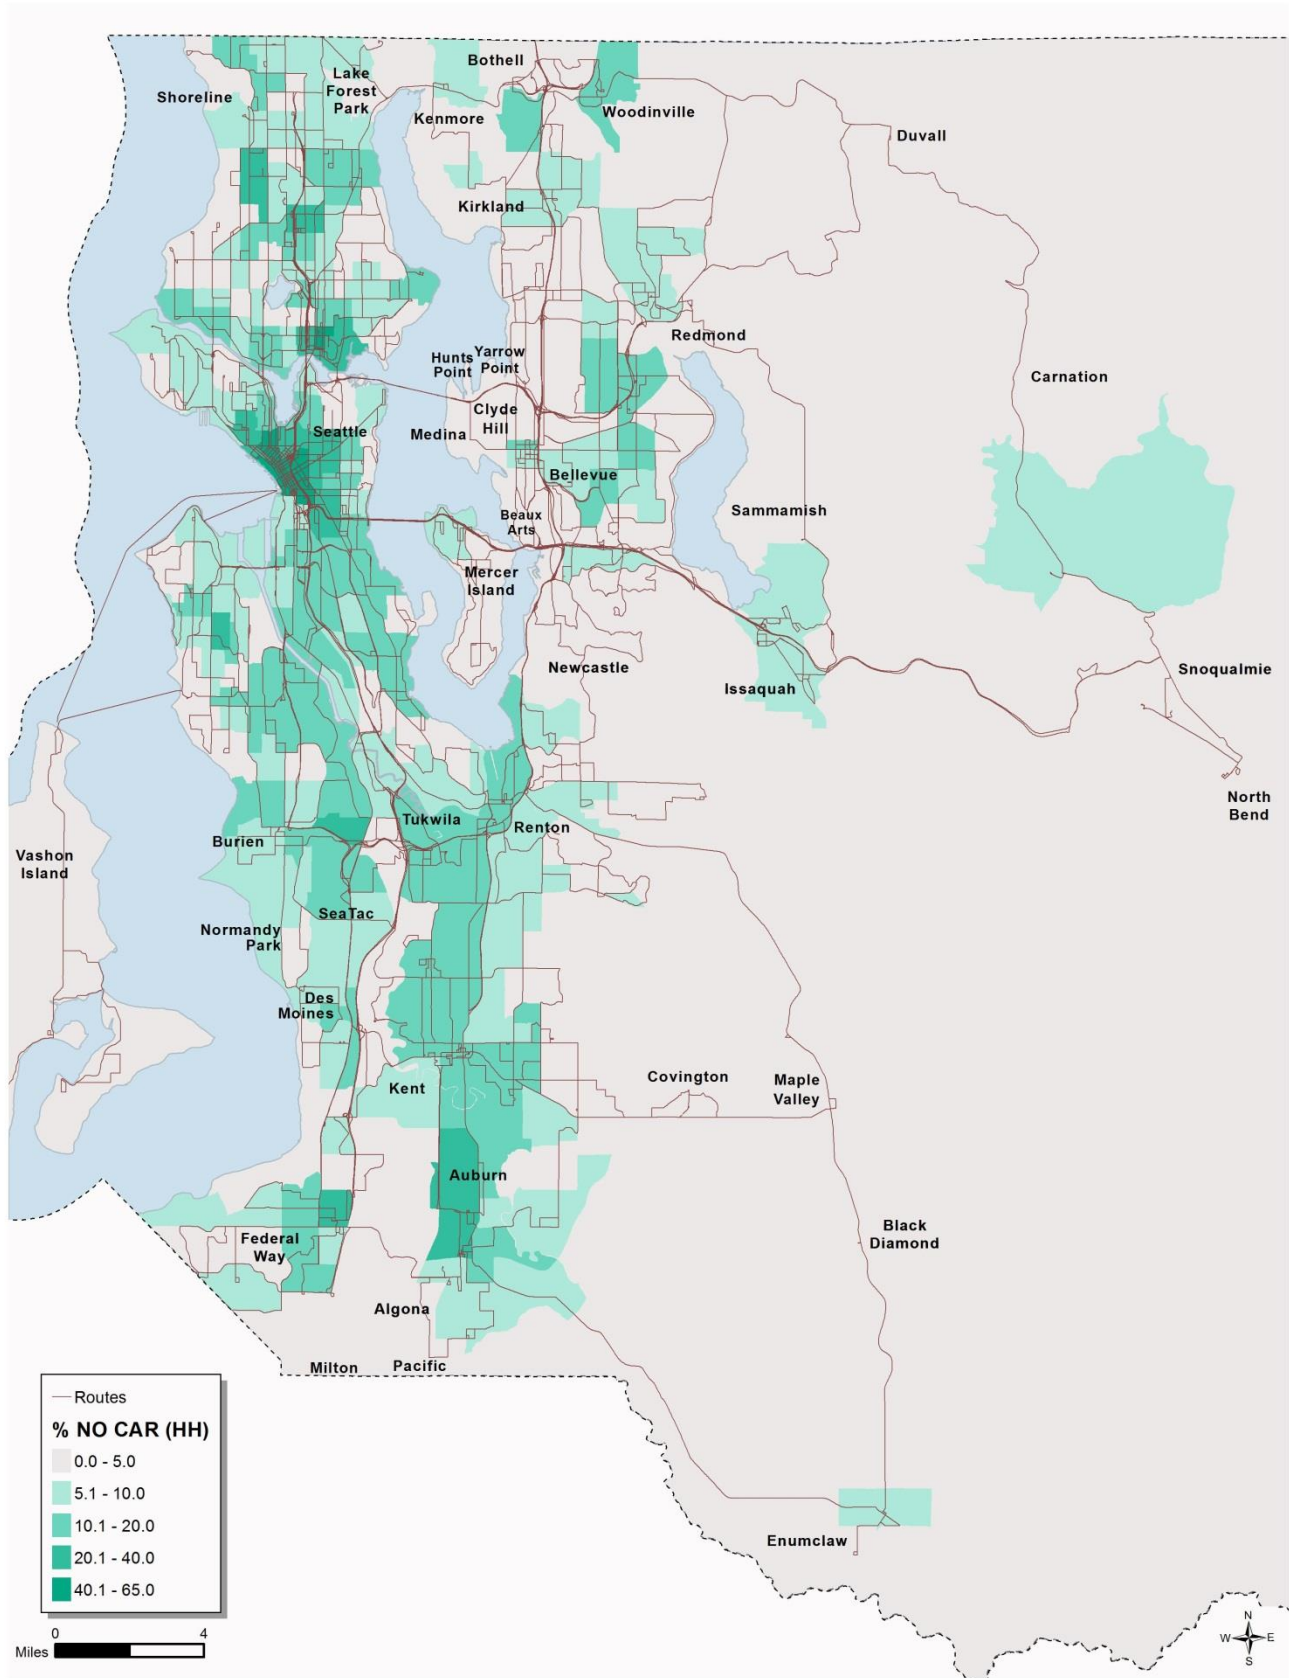 Bothell
Lake
Forest
Park
Shoreline
Kenmore
Woodinville
Duvall
Kirkland
Redmond
Hunts
Point
Yarrow
Point
Carnation
Clyde
Hill
Seattle
Medina
Bellevue
Beaux
Arts
Sammamish
Mercer
Island
Newcastle
Snoqualmie
Issaquah
North
Bend
Tukwila
Renton
Burien
Vashon
Island
SeaTac
Normandy
Park
Des
Moines
Kent
Covington
Maple
Valley
Auburn
Black
Diamond
Federal
Way
Algona
Milton
Pacific
Enumclaw
Routes
% NO CAR (HH)
0.0 - 5.0
5.1 - 10.0
10.1 - 20.0
20.1 - 40.0
40.1 - 65.0
0 4
Miles
N
W E
S